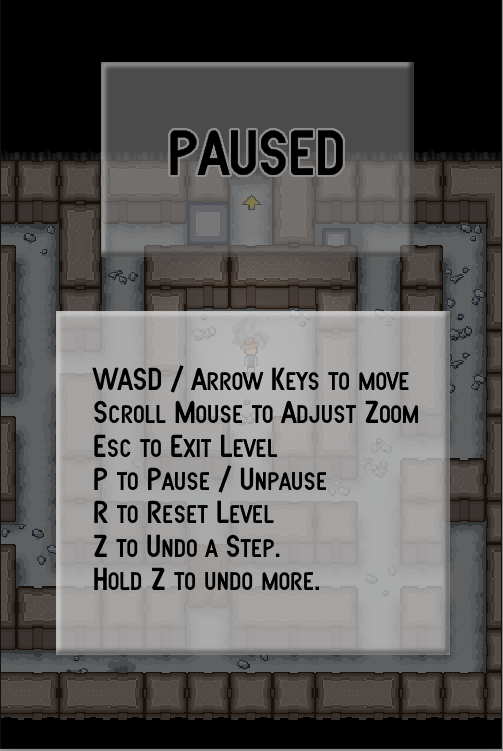 PAUSED
WASD / Arrow Keys to move
Scroll Mouse to Adjust Zoom
Esc to Exit Level
P to Pause / Unpause
R to Reset Level
Z to Undo a Step.
Hold Z to undo more.